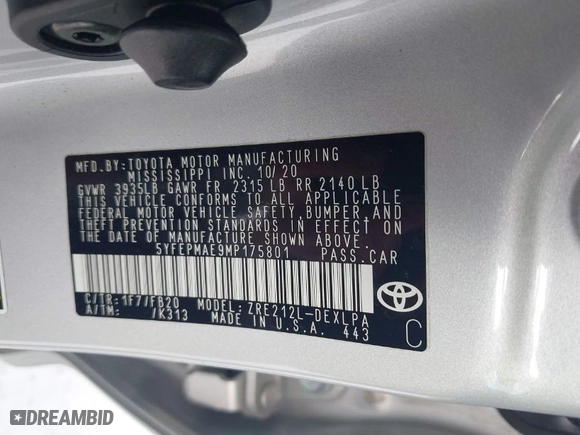 MFD. BY: TOYOTA MOTOR MANUFACTURING
MISSISSIPPI INC. 10/20
GVWR 3935LB GAWR FR 2315 LB RR 2140 LB
THIS VEHICLE CONFORMS TO ALL APPLICABLE
FEDERAL MOTOR VEHICLE SAFETY, BUMPER, AND
THEFT PREVENTION STANDARDS IN EFFECT ON
THE DATE OF MANUFACTURE SHOWN ABOVE.
5YFEPMAE9MP175801 PASS. CAR
C/TR: 1F7/FB20 MODEL: ZRE212L-DEXLPA
A/TM: /K313 MADE IN U.S.A. 443
C
DREAMBID